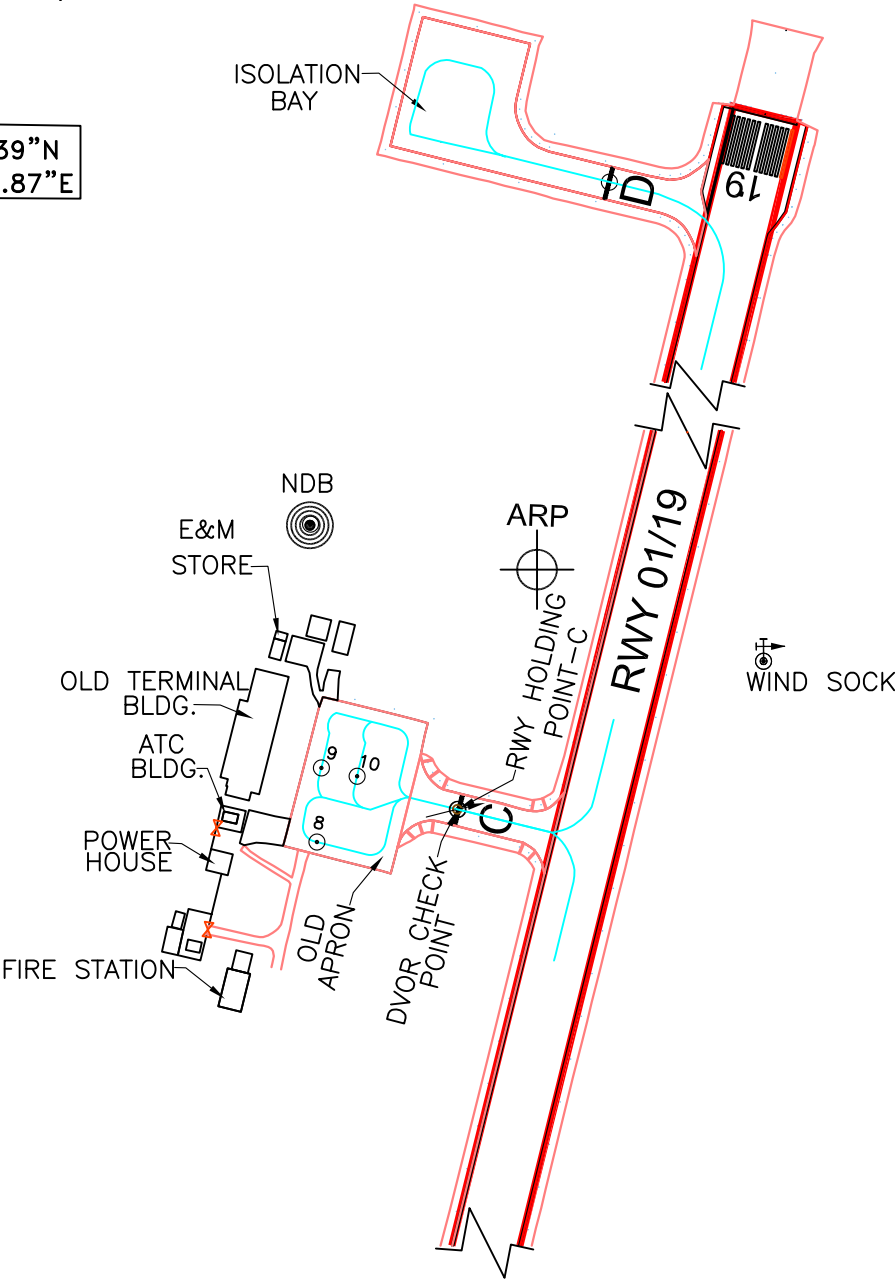 ISOLATION
BAY
39"N
.87"E
D
19
NDB
E&M
STORE
ARP
RWY 01/19
RWY HOLDING
POINT-C
WIND SOCK
OLD TERMINAL
BLDG.
ATC
BLDG.
9
10
8
C
POWER
HOUSE
OLD
APRON
DVOR CHECK
POINT
FIRE STATION